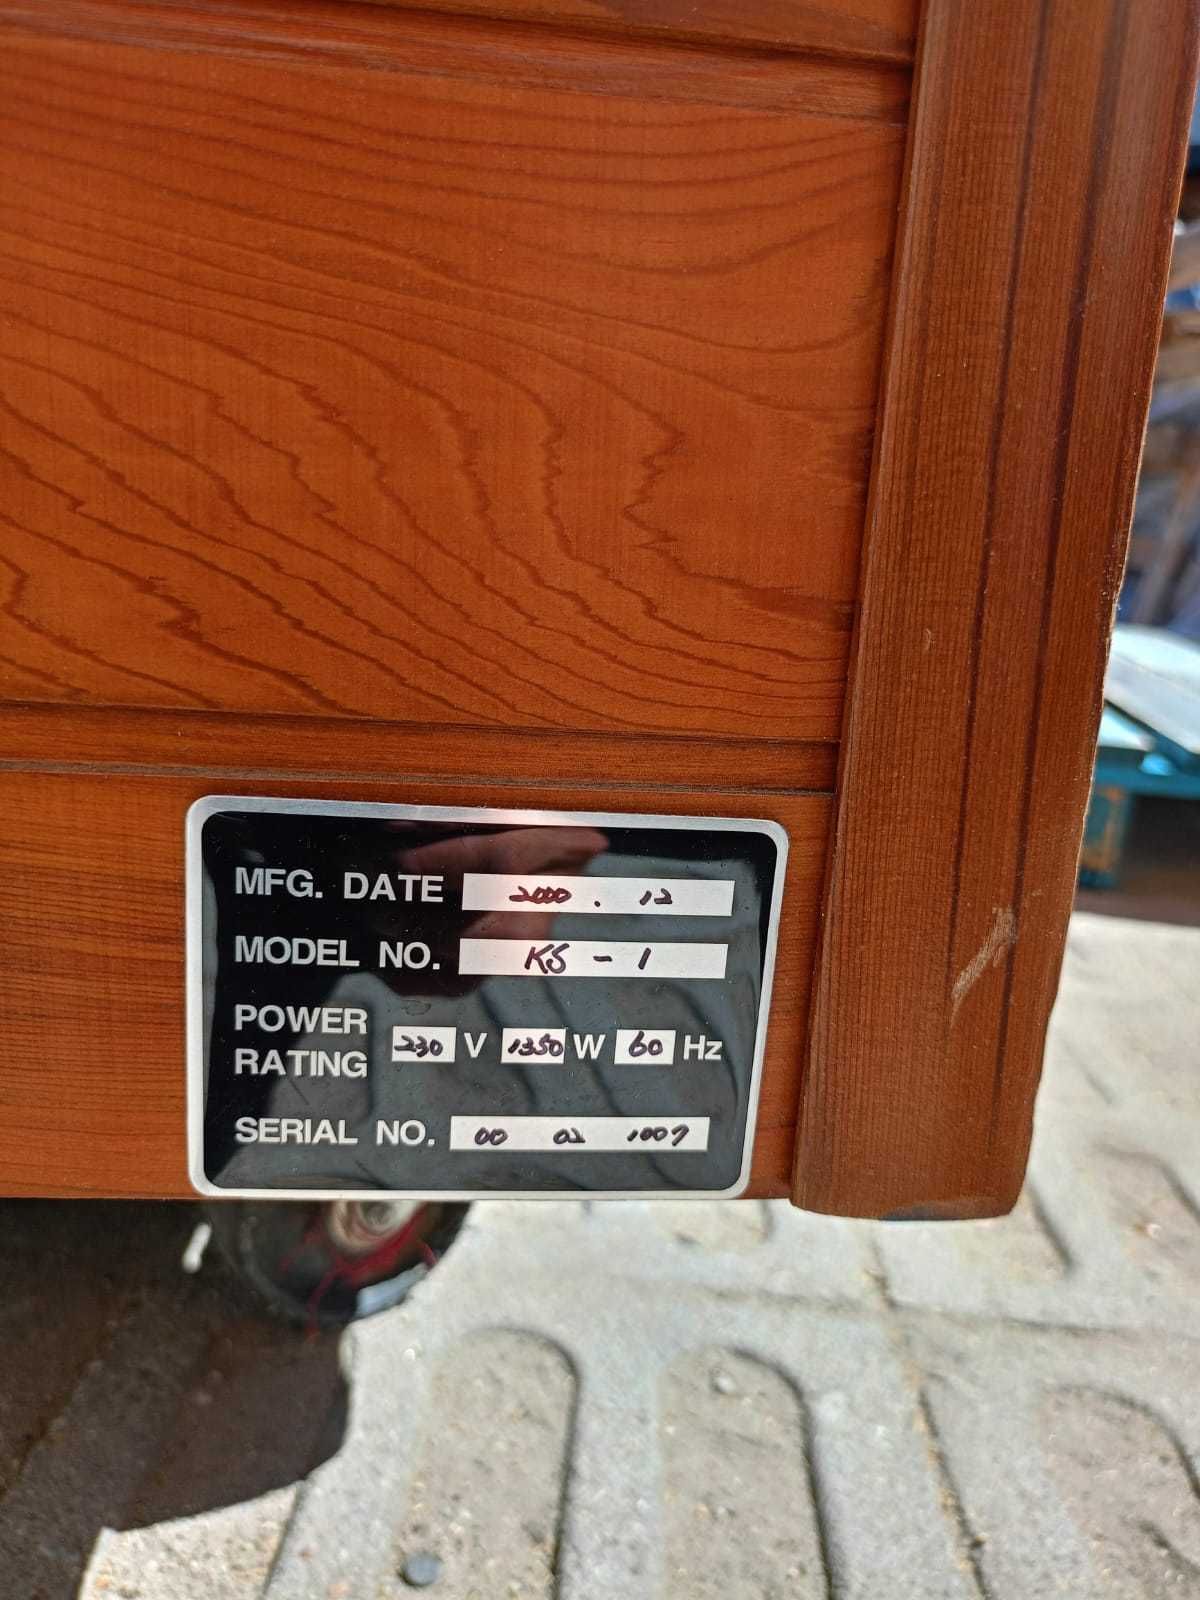 MFG. DATE 2000 . 12
MODEL NO. KS - 1
POWER RATING 230 V 1350 W 60 Hz
SERIAL NO. 00 02 1007